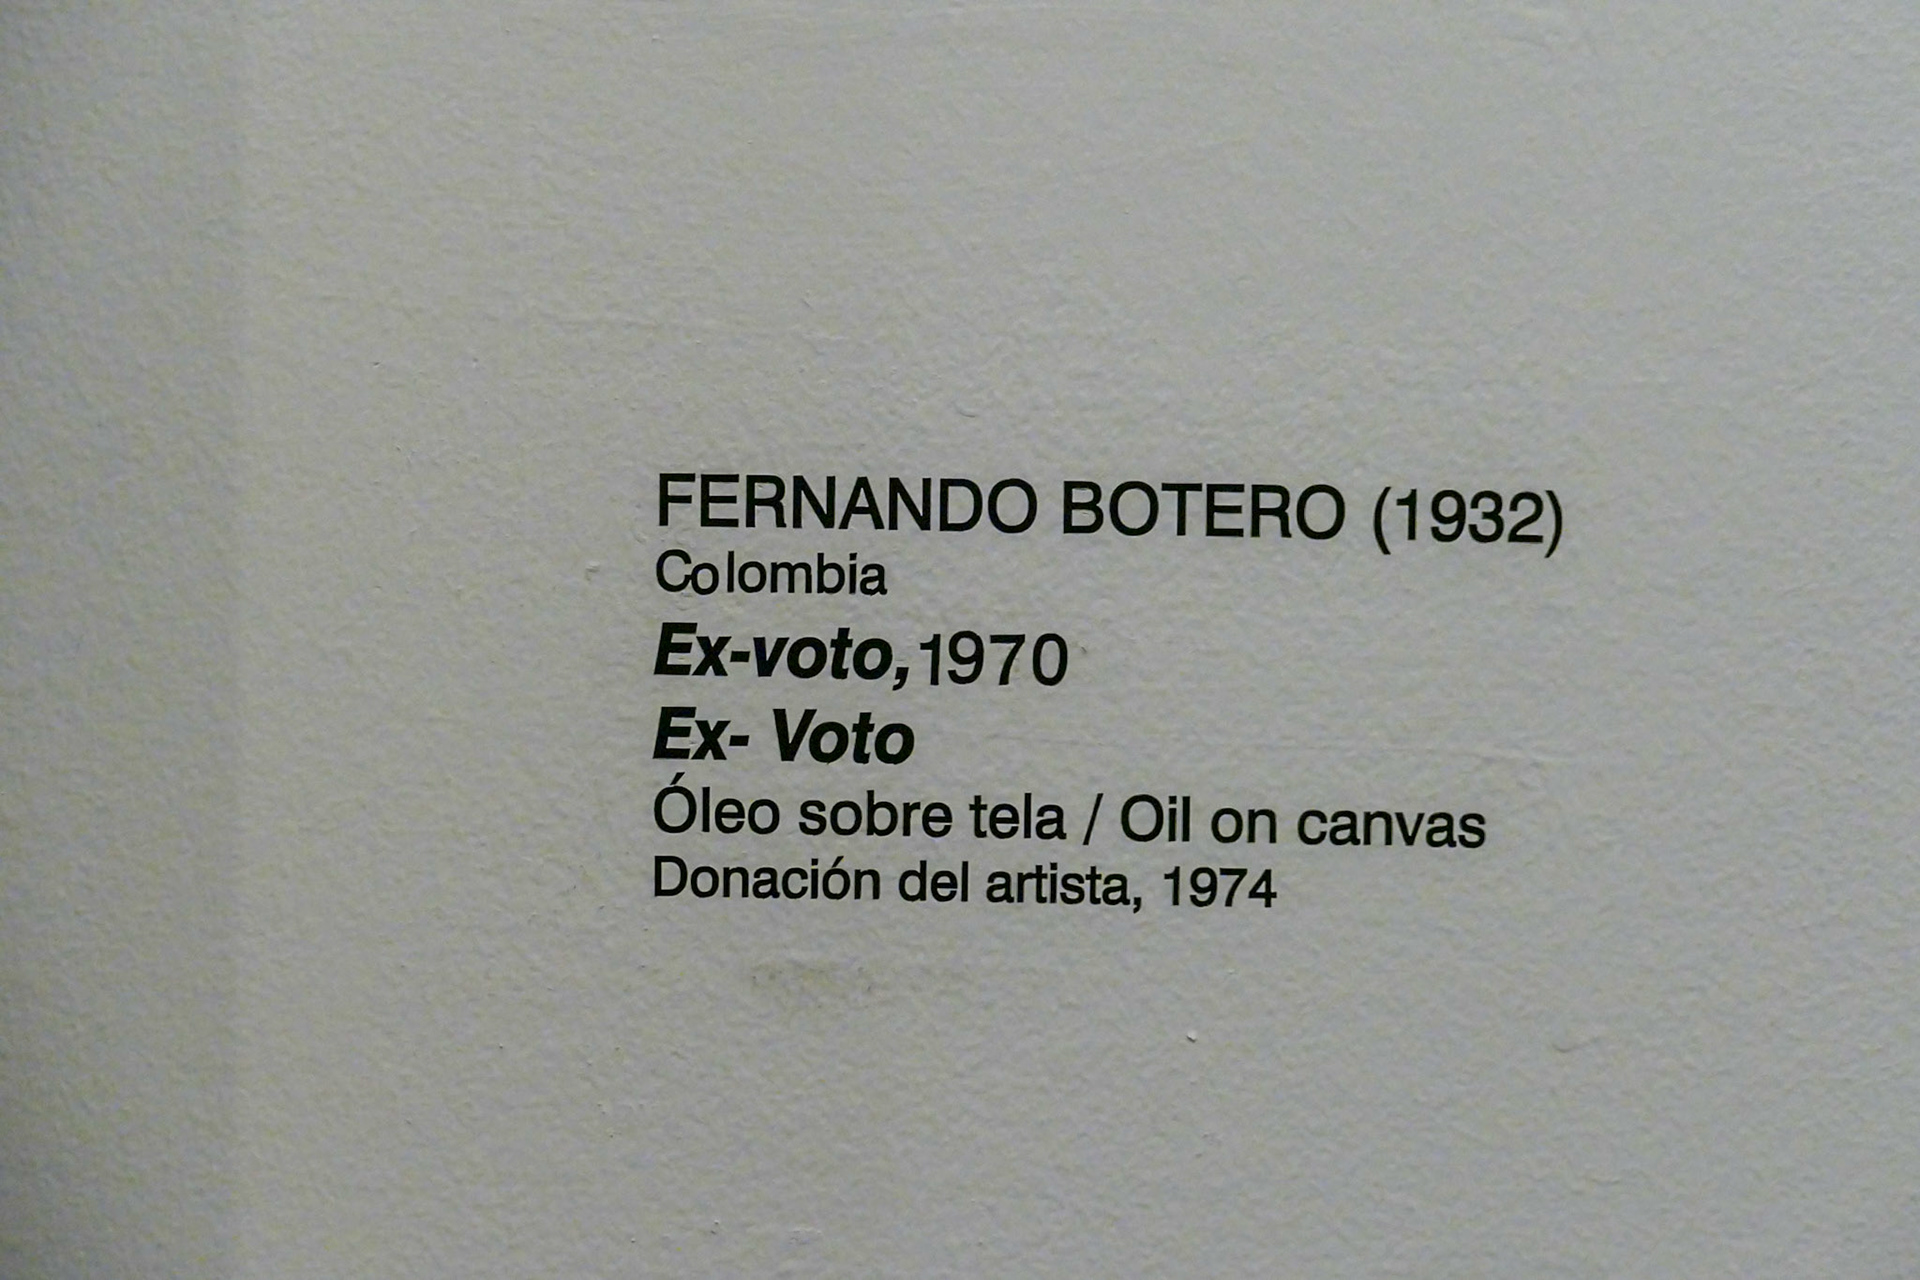 FERNANDO BOTERO (1932)
Colombia
Ex-voto, 1970
Ex- Voto
Óleo sobre tela / Oil on canvas
Donación del artista, 1974